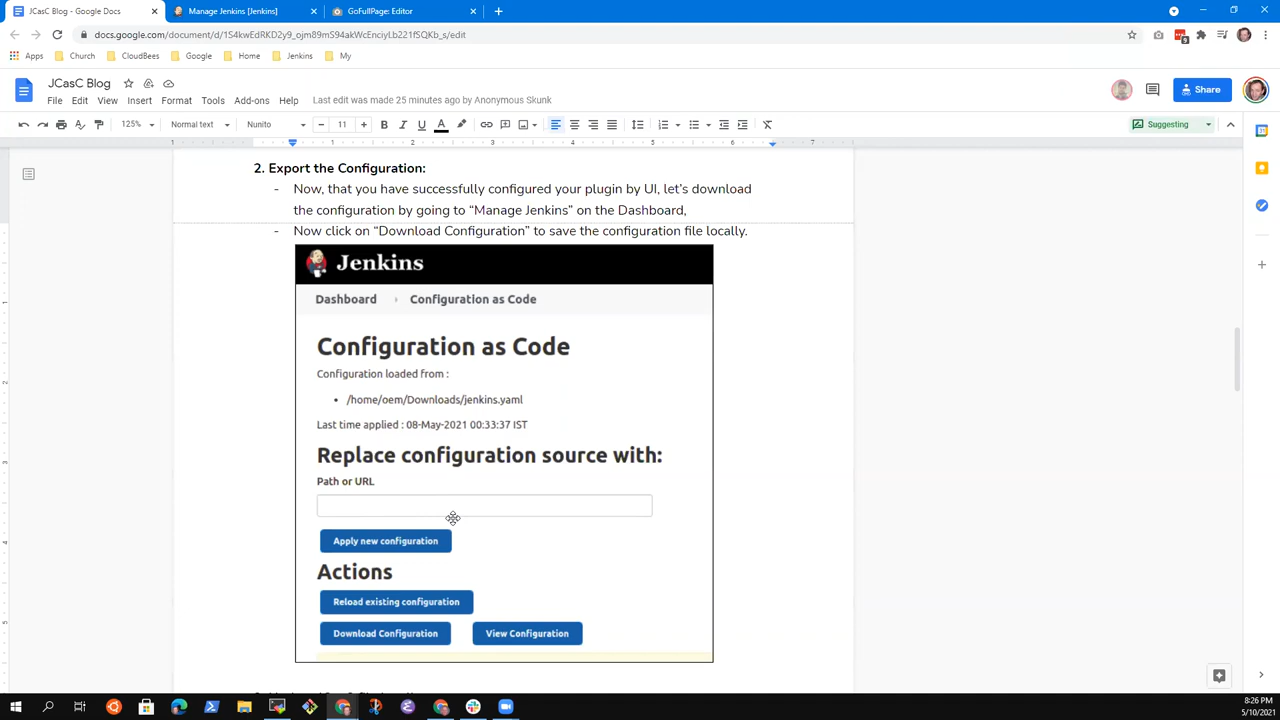 JCasC Blog - Google Docs
Manage Jenkins [Jenkins]
GoFullPage: Editor
Apps
Church
CloudBees
Google
Home
Jenkins
My
JCasC Blog
File Edit View Insert Format Tools Add-ons Help
Last edit was made 25 minutes ago by Anonymous Skunk
Share
125%
Normal text
Nunito
11
Suggesting
2. Export the Configuration:
- Now, that you have successfully configured your plugin by UI, let's download
the configuration by going to “Manage Jenkins” on the Dashboard,
- Now click on “Download Configuration” to save the configuration file locally.
Jenkins
Dashboard › Configuration as Code
Configuration as Code
Configuration loaded from :
• /home/oem/Downloads/jenkins.yaml
Last time applied : 08-May-2021 00:33:37 IST
Replace configuration source with:
Path or URL
Apply new configuration
Actions
Reload existing configuration
Download Configuration
View Configuration
8:26 PM
5/10/2021